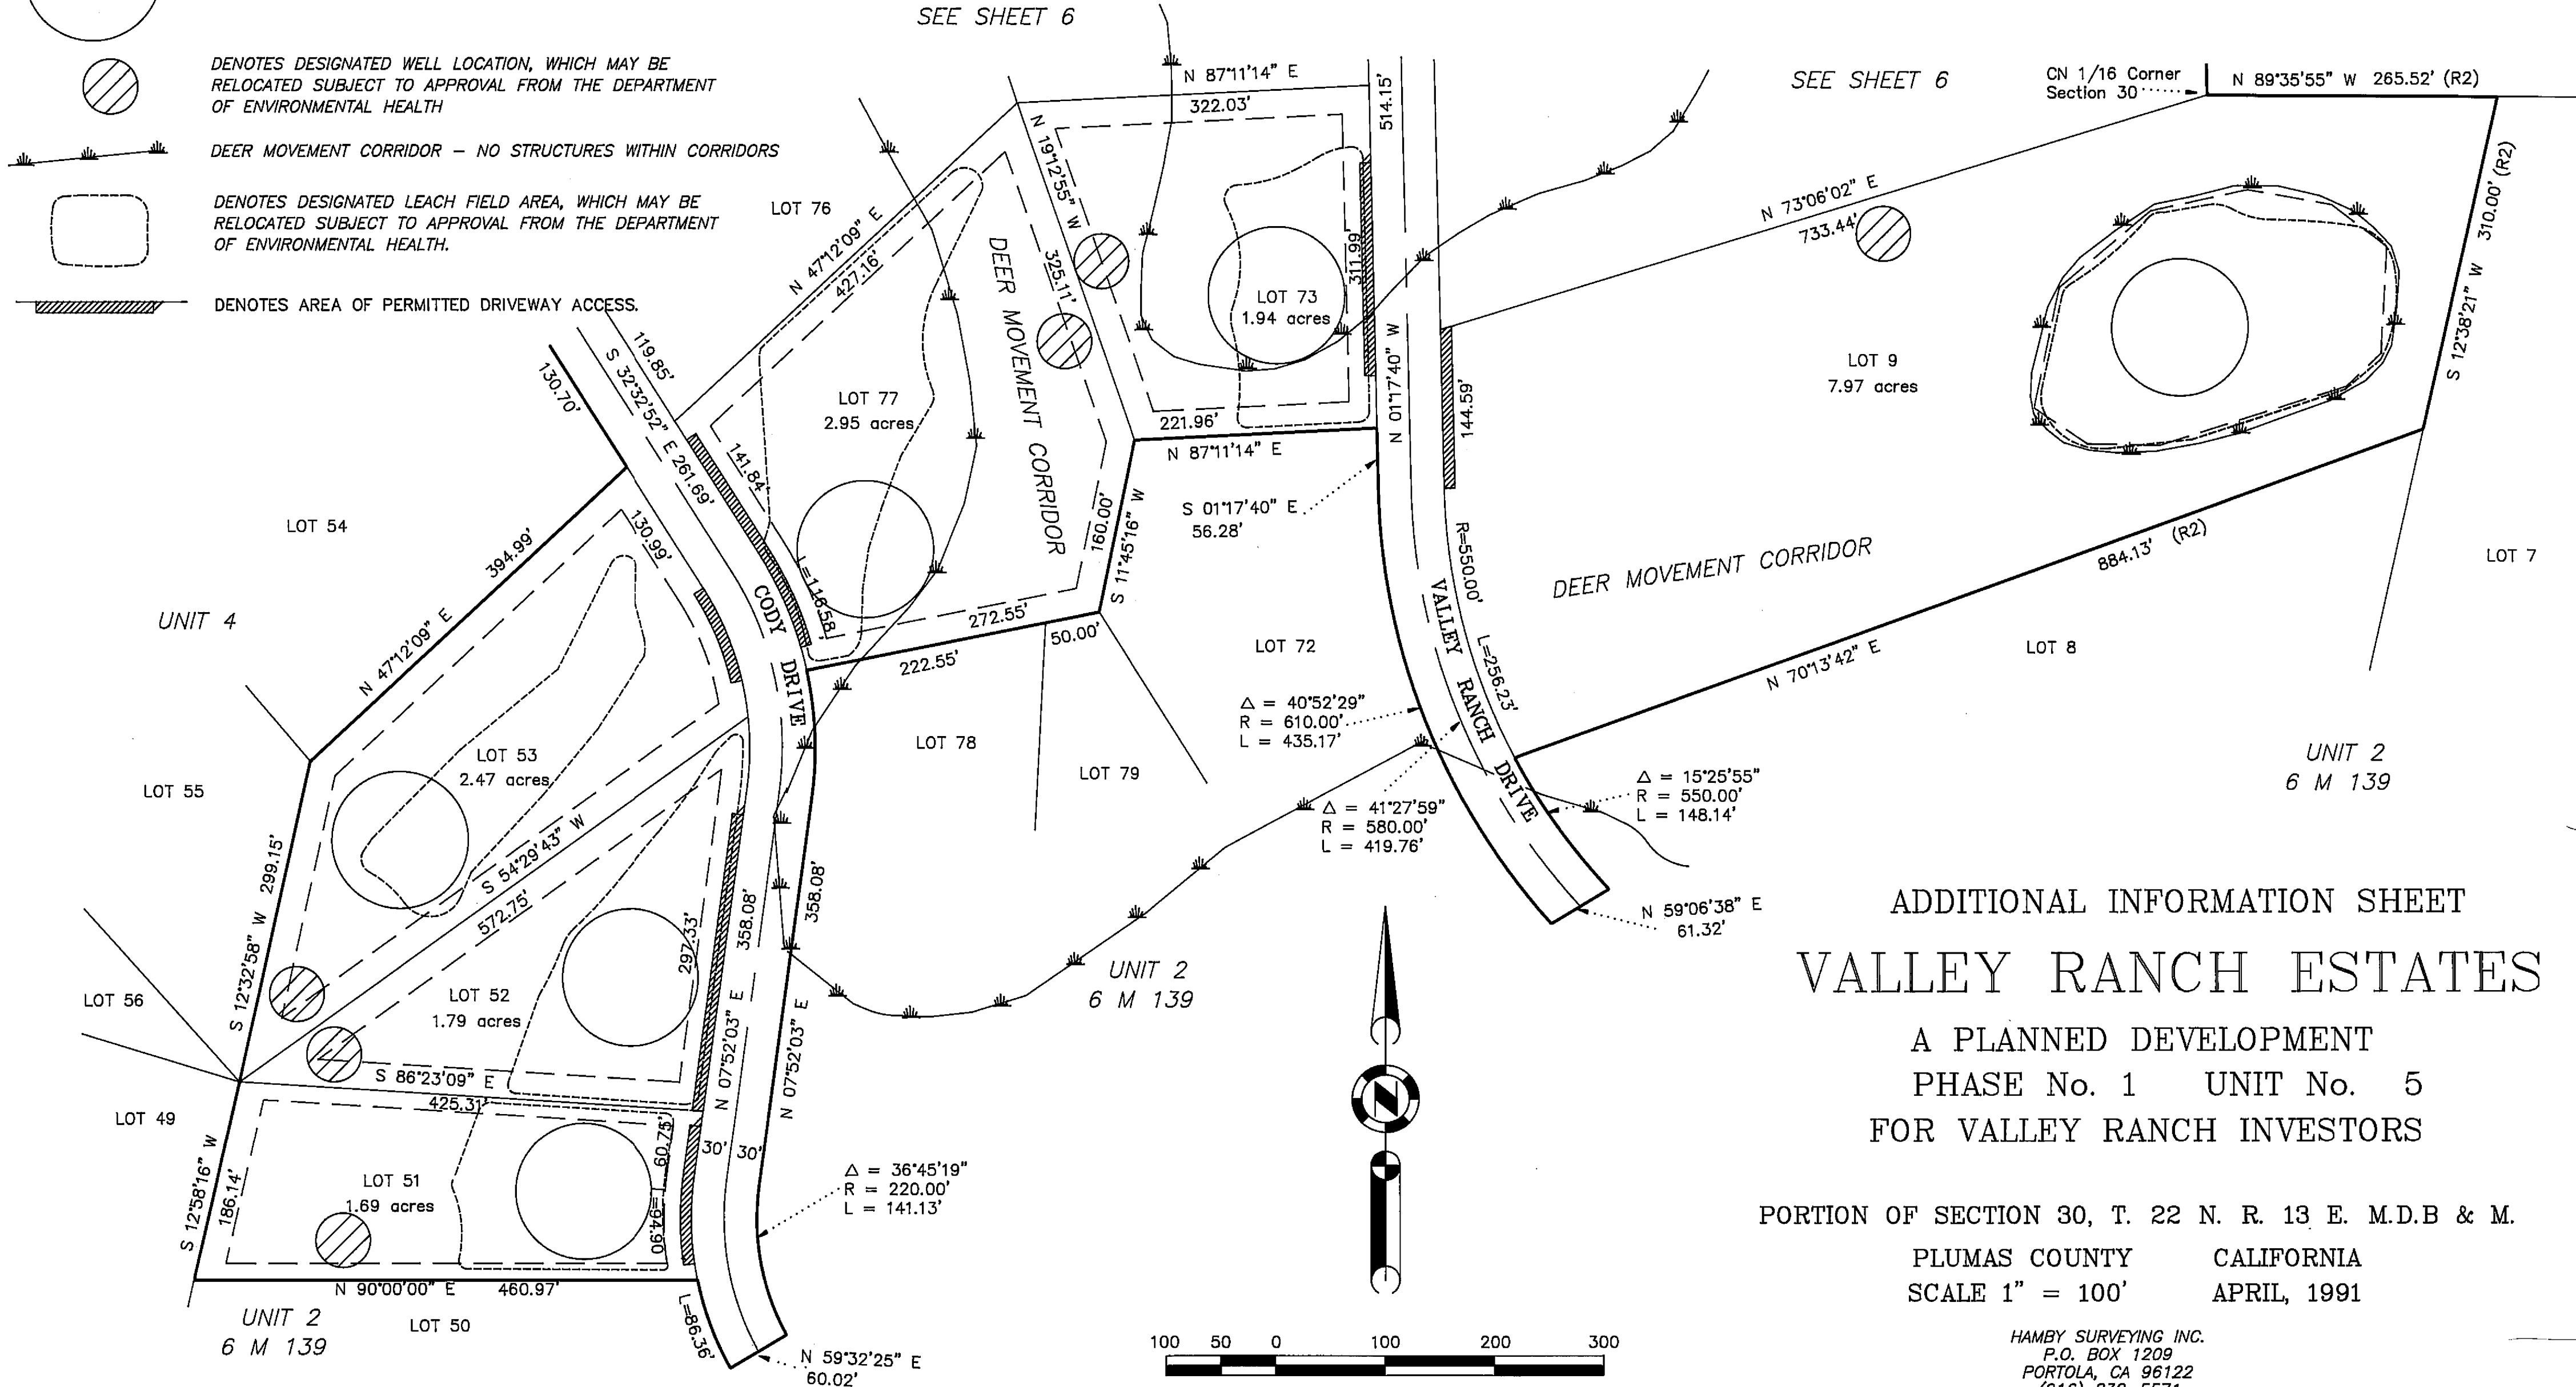 SEE SHEET 6
DENOTES DESIGNATED WELL LOCATION, WHICH MAY BE
RELOCATED SUBJECT TO APPROVAL FROM THE DEPARTMENT
OF ENVIRONMENTAL HEALTH
DEER MOVEMENT CORRIDOR – NO STRUCTURES WITHIN CORRIDORS
DENOTES DESIGNATED LEACH FIELD AREA, WHICH MAY BE
RELOCATED SUBJECT TO APPROVAL FROM THE DEPARTMENT
OF ENVIRONMENTAL HEALTH.
DENOTES AREA OF PERMITTED DRIVEWAY ACCESS.
N 87°11'14" E
322.03'
514.15'
SEE SHEET 6
CN 1/16 Corner
Section 30
N 89°35'55" W 265.52' (R2)
S 12°38'21" W 310.00' (R2)
LOT 76
N 47°12'09" E
427.16'
N 19°12'55" W
325.11'
DEER MOVEMENT CORRIDOR
LOT 73
1.94 acres
311.99'
N 01°17'40" W
N 73°06'02" E
733.44'
LOT 9
7.97 acres
144.59'
130.70'
119.85'
S 32°32'52" E 261.69'
LOT 77
2.95 acres
141.84'
L=116.58'
221.96'
N 87°11'14" E
S 01°17'40" E
56.28'
160.00'
S 11°45'16" W
272.55'
222.55'
50.00'
LOT 54
394.99'
N 47°12'09" E
130.99'
CODY DRIVE
LOT 72
R=550.00'
L=256.23'
VALLEY RANCH DRIVE
DEER MOVEMENT CORRIDOR
884.13' (R2)
N 70°13'42" E
LOT 7
LOT 8
UNIT 4
LOT 78
LOT 79
Δ = 40°52'29"
R = 610.00'
L = 435.17'
Δ = 41°27'59"
R = 580.00'
L = 419.76'
Δ = 15°25'55"
R = 550.00'
L = 148.14'
N 59°06'38" E
61.32'
UNIT 2
6 M 139
LOT 55
LOT 53
2.47 acres
S 54°29'43" W
572.75'
S 12°32'58" W 299.15'
LOT 56
LOT 52
1.79 acres
297.33'
358.08'
358.08'
N 07°52'03" E
N 07°52'03" E
UNIT 2
6 M 139
S 86°23'09" E
425.31'
LOT 49
LOT 51
1.69 acres
S 12°58'16" W
186.14'
60.75'
L=94.90
30' 30'
Δ = 36°45'19"
R = 220.00'
L = 141.13'
N 90°00'00" E 460.97'
UNIT 2
6 M 139
LOT 50
L=86.36'
N 59°32'25" E
60.02'
N
100 50 0 100 200 300
ADDITIONAL INFORMATION SHEET
VALLEY RANCH ESTATES
A PLANNED DEVELOPMENT
PHASE No. 1 UNIT No. 5
FOR VALLEY RANCH INVESTORS
PORTION OF SECTION 30, T. 22 N. R. 13 E. M.D.B & M.
PLUMAS COUNTY CALIFORNIA
SCALE 1" = 100' APRIL, 1991
HAMBY SURVEYING INC.
P.O. BOX 1209
PORTOLA, CA 96122